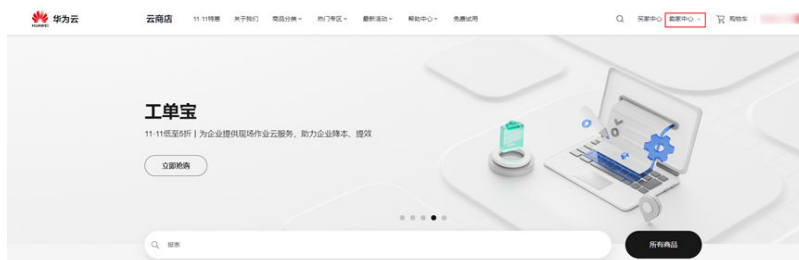 HUAWEI 华为云 云商店 11·11特惠 关于我们 商品分类 热门专区 最新活动 帮助中心 免费试用 买家中心 卖家中心 购物车
工单宝
11·11低至5折 | 为企业提供现场作业云服务，助力企业降本、提效
立即抢购
搜索 所有商品